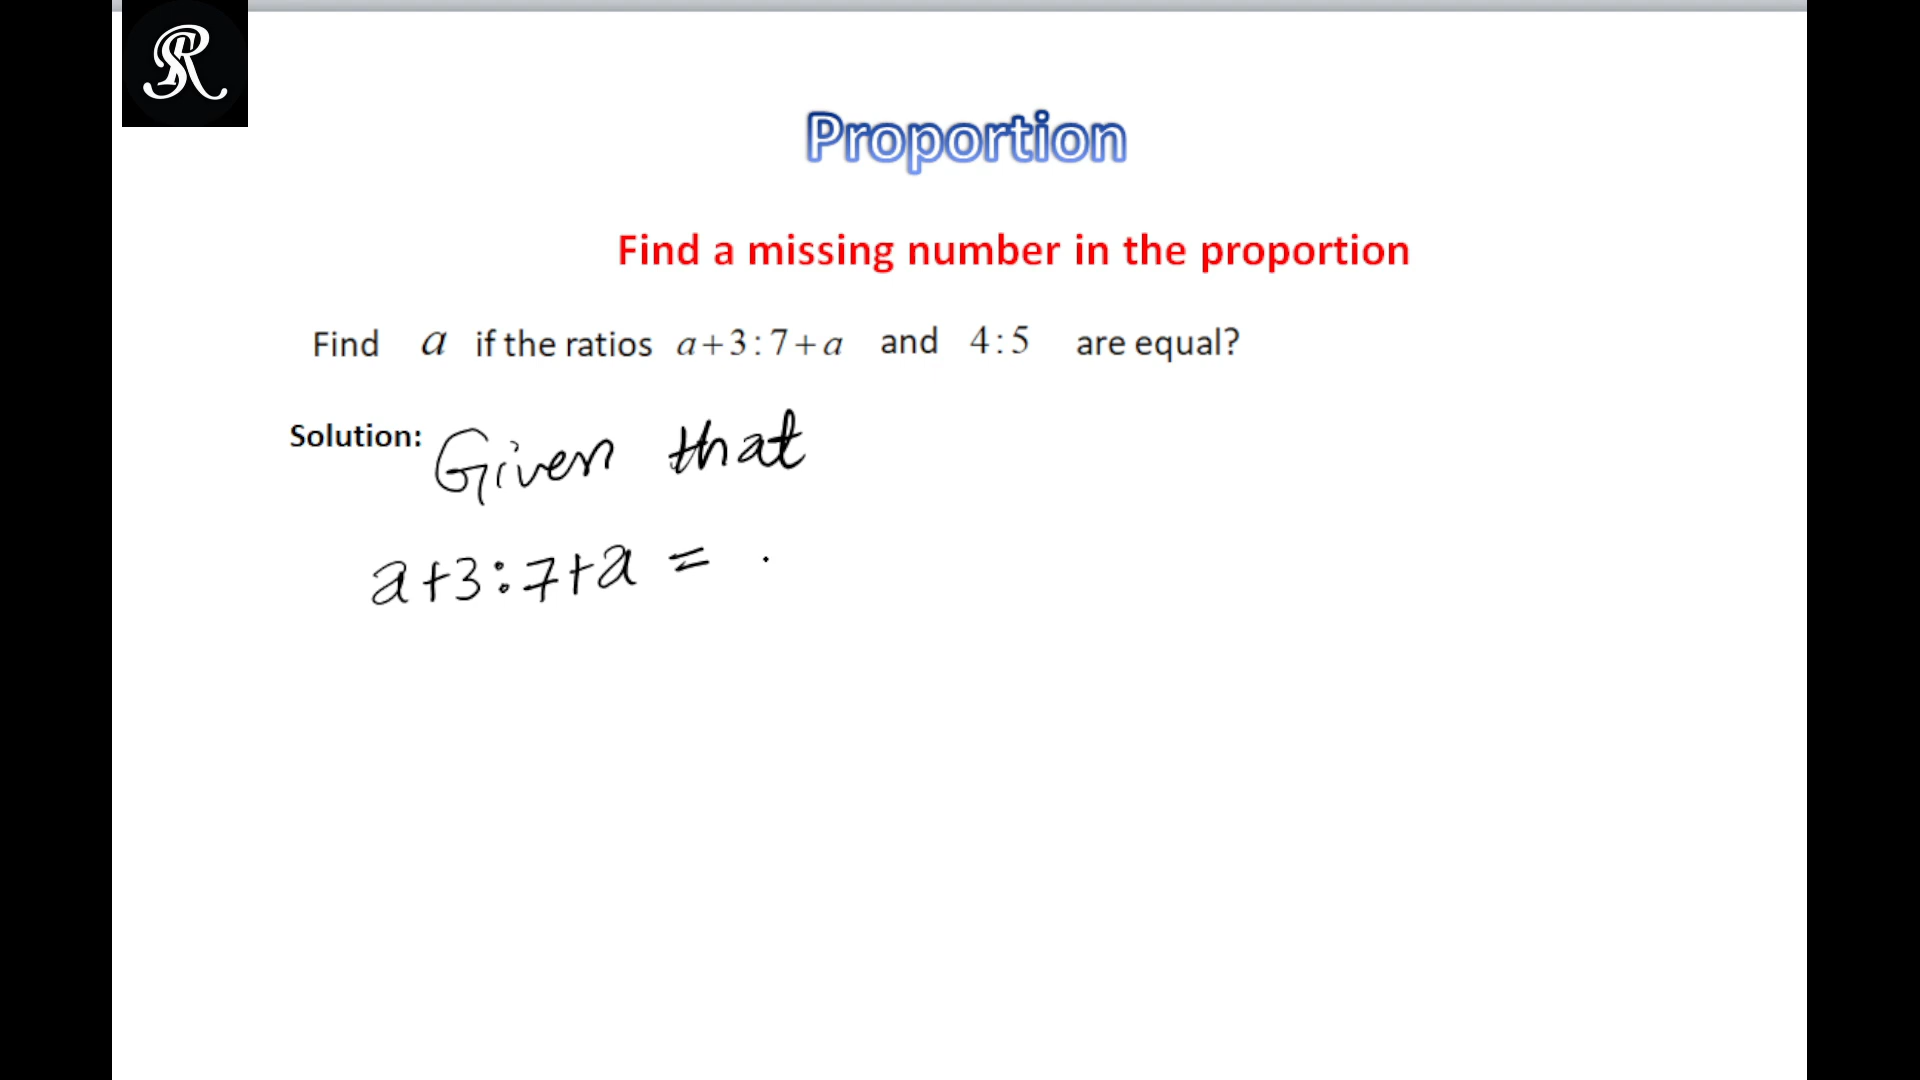 SR
Proportion
Find a missing number in the proportion
Find a if the ratios a+3:7+a and 4:5 are equal?
Solution: Given that
a+3:7+a =